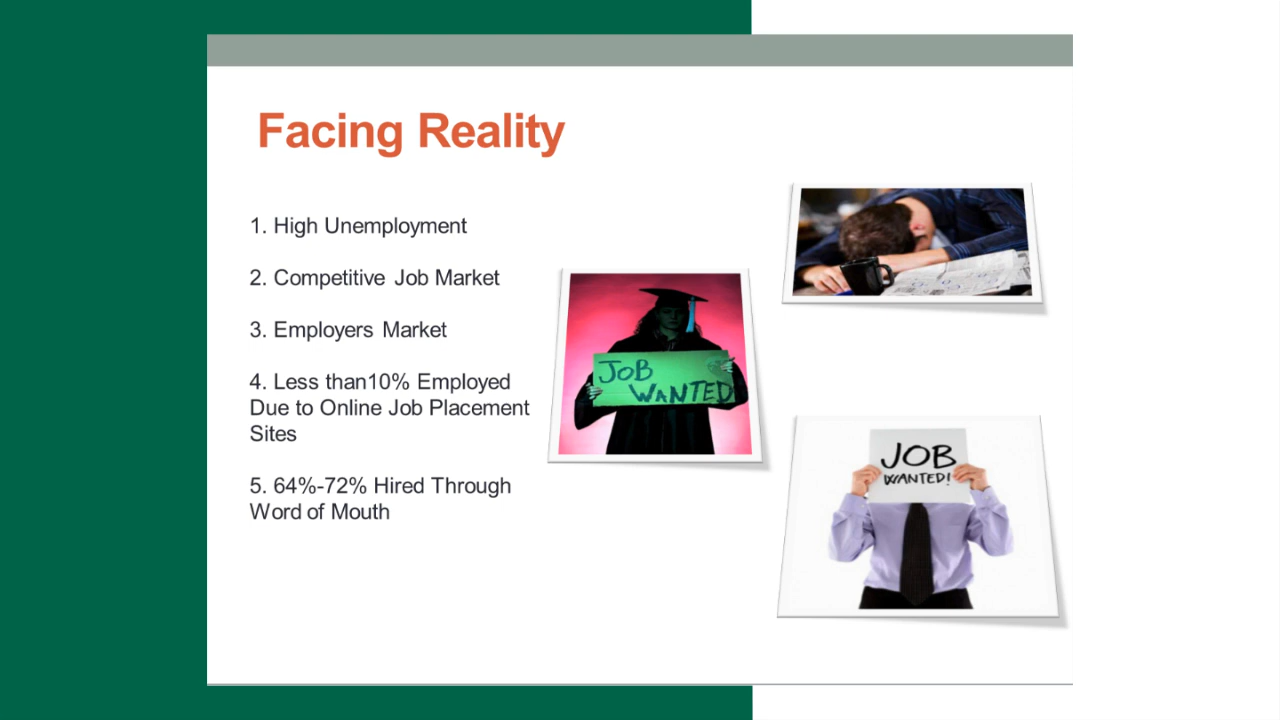 Facing Reality
1. High Unemployment
2. Competitive Job Market
3. Employers Market
4. Less than10% Employed
Due to Online Job Placement
Sites
5. 64%-72% Hired Through
Word of Mouth
JOB
WANTED
JOB
WANTED!